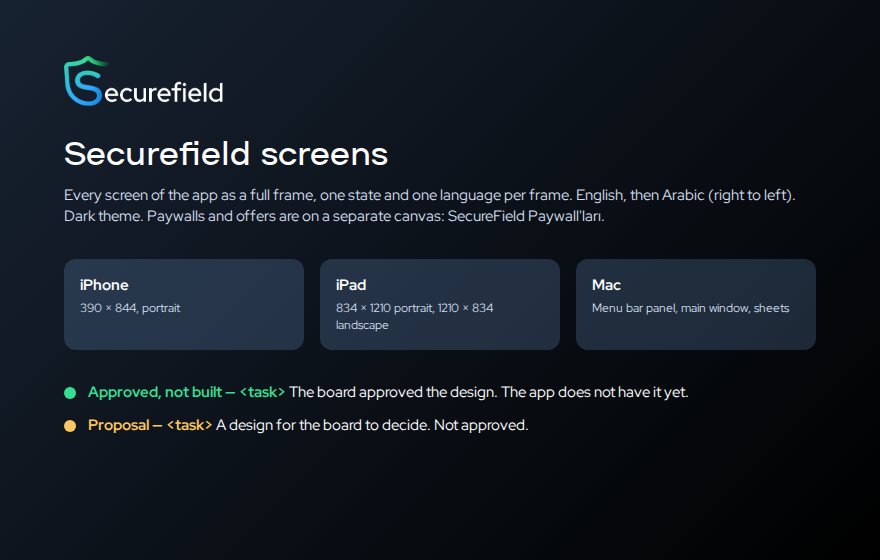 Securefield
Securefield screens
Every screen of the app as a full frame, one state and one language per frame. English, then Arabic (right to left).
Dark theme. Paywalls and offers are on a separate canvas: SecureField Paywall'ları.
iPhone
390 × 844, portrait
iPad
834 × 1210 portrait, 1210 × 834
landscape
Mac
Menu bar panel, main window, sheets
Approved, not built — <task> The board approved the design. The app does not have it yet.
Proposal — <task> A design for the board to decide. Not approved.